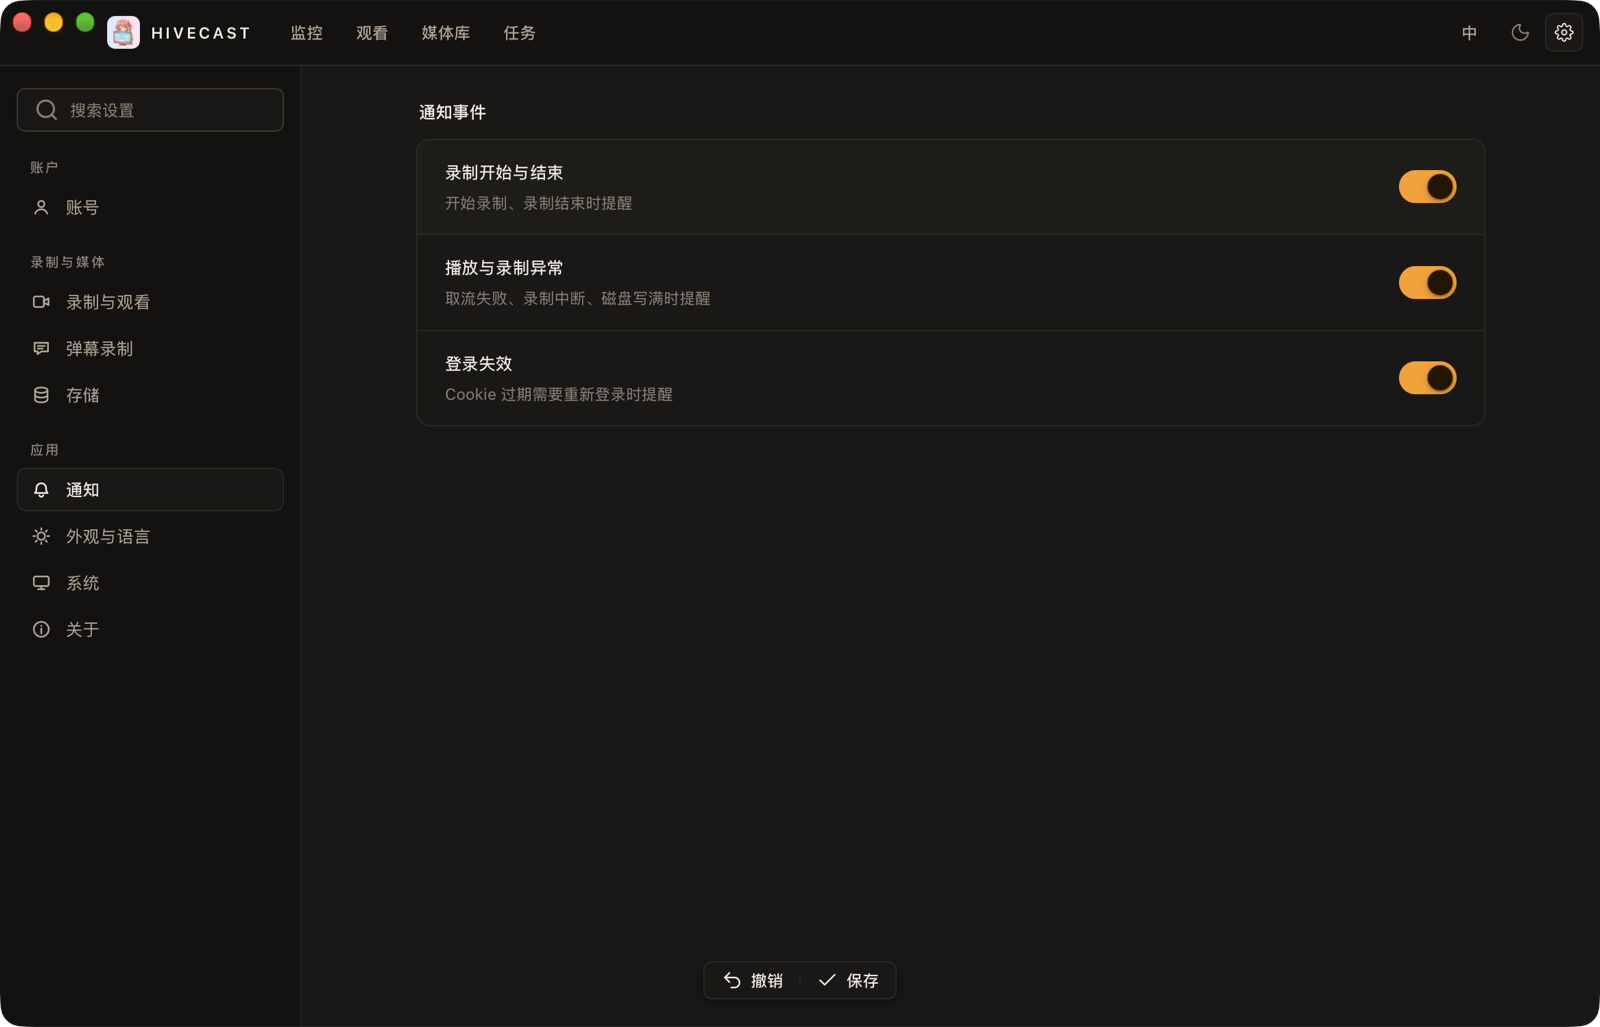 HIVECAST
监控
观看
媒体库
任务
中
搜索设置
账户
账号
录制与媒体
录制与观看
弹幕录制
存储
应用
通知
外观与语言
系统
关于
通知事件
录制开始与结束
开始录制、录制结束时提醒
播放与录制异常
取流失败、录制中断、磁盘写满时提醒
登录失效
Cookie 过期需要重新登录时提醒
撤销
保存